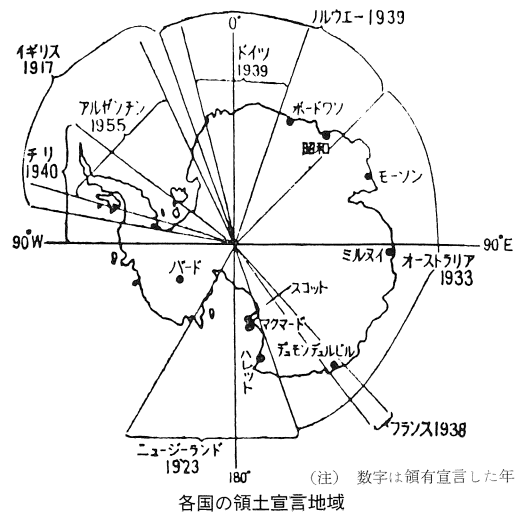 0°
ノルウエー1939
イギリス
1917
ドイツ
1939
アルゼンチン
1955
ボードワン
昭和
チリ
1940
モーソン
90°W
90°E
ミルヌイ
オーストラリア
1933
バード
スコット
マクマード
デュモンデュルビル
ハレット
フランス1938
ニュージーランド
1923
180°
(注) 数字は領有宣言した年
各国の領土宣言地域